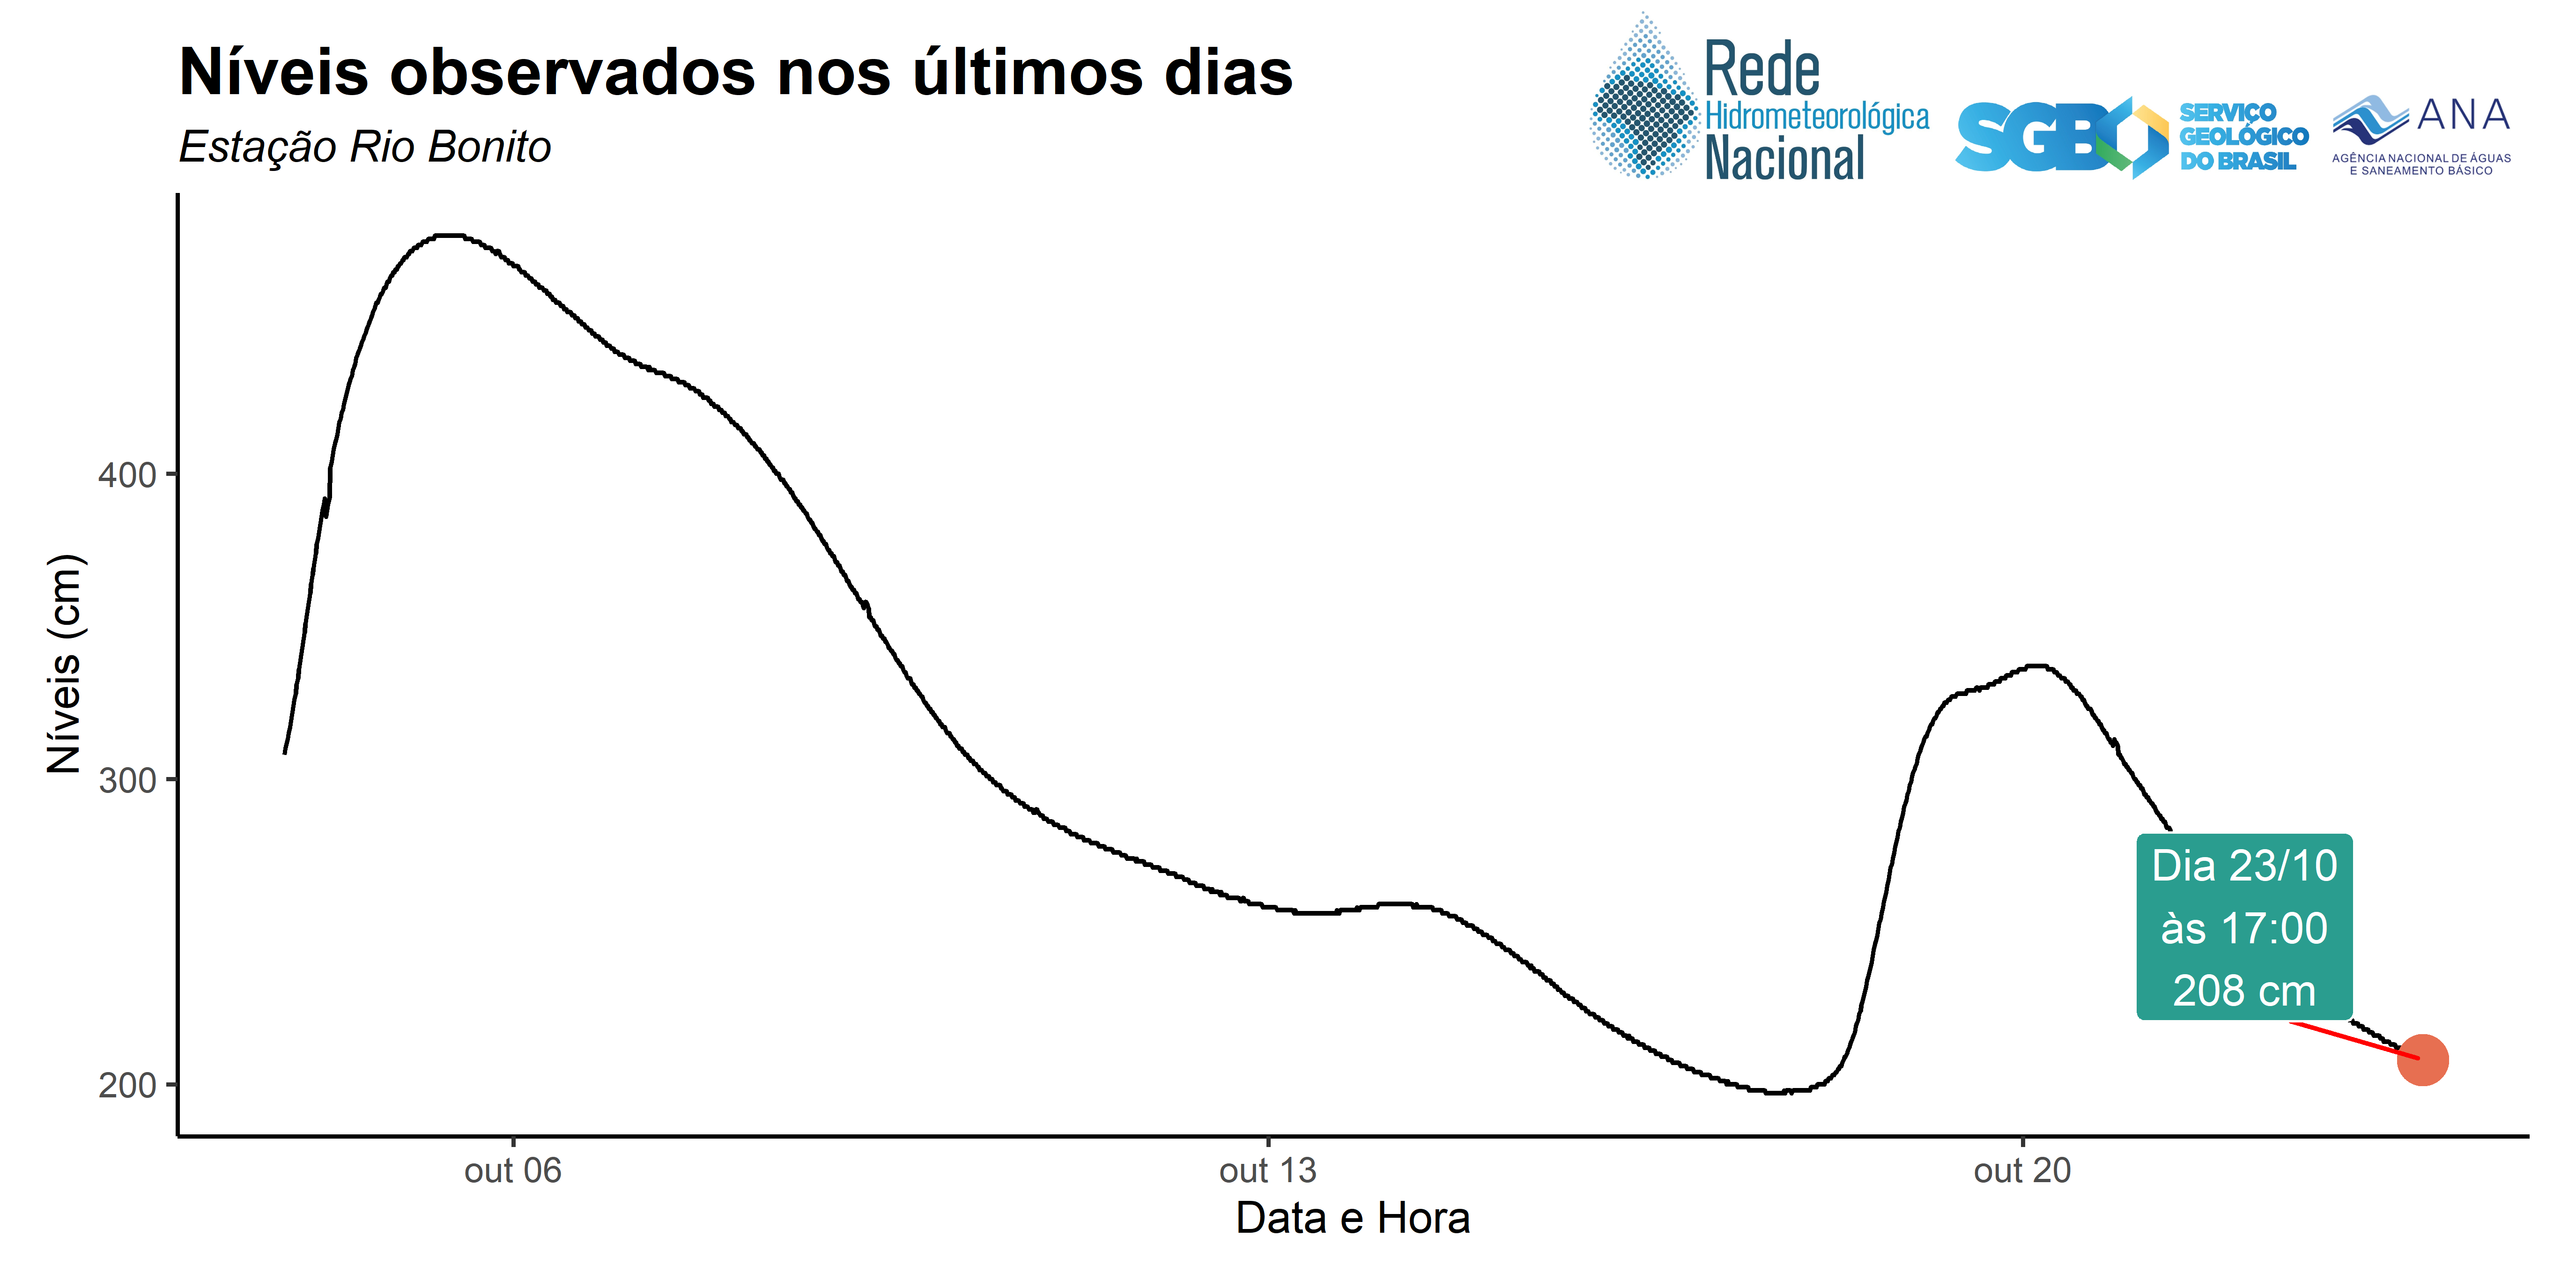 Níveis observados nos últimos dias
Estação Rio Bonito
Rede
Hidrometeorológica
Nacional
SGB
SERVIÇO
GEOLÓGICO
DO BRASIL
ANA
AGÊNCIA NACIONAL DE ÁGUAS
E SANEAMENTO BÁSICO
Níveis (cm)
400
300
200
Dia 23/10
às 17:00
208 cm
out 06
out 13
out 20
Data e Hora